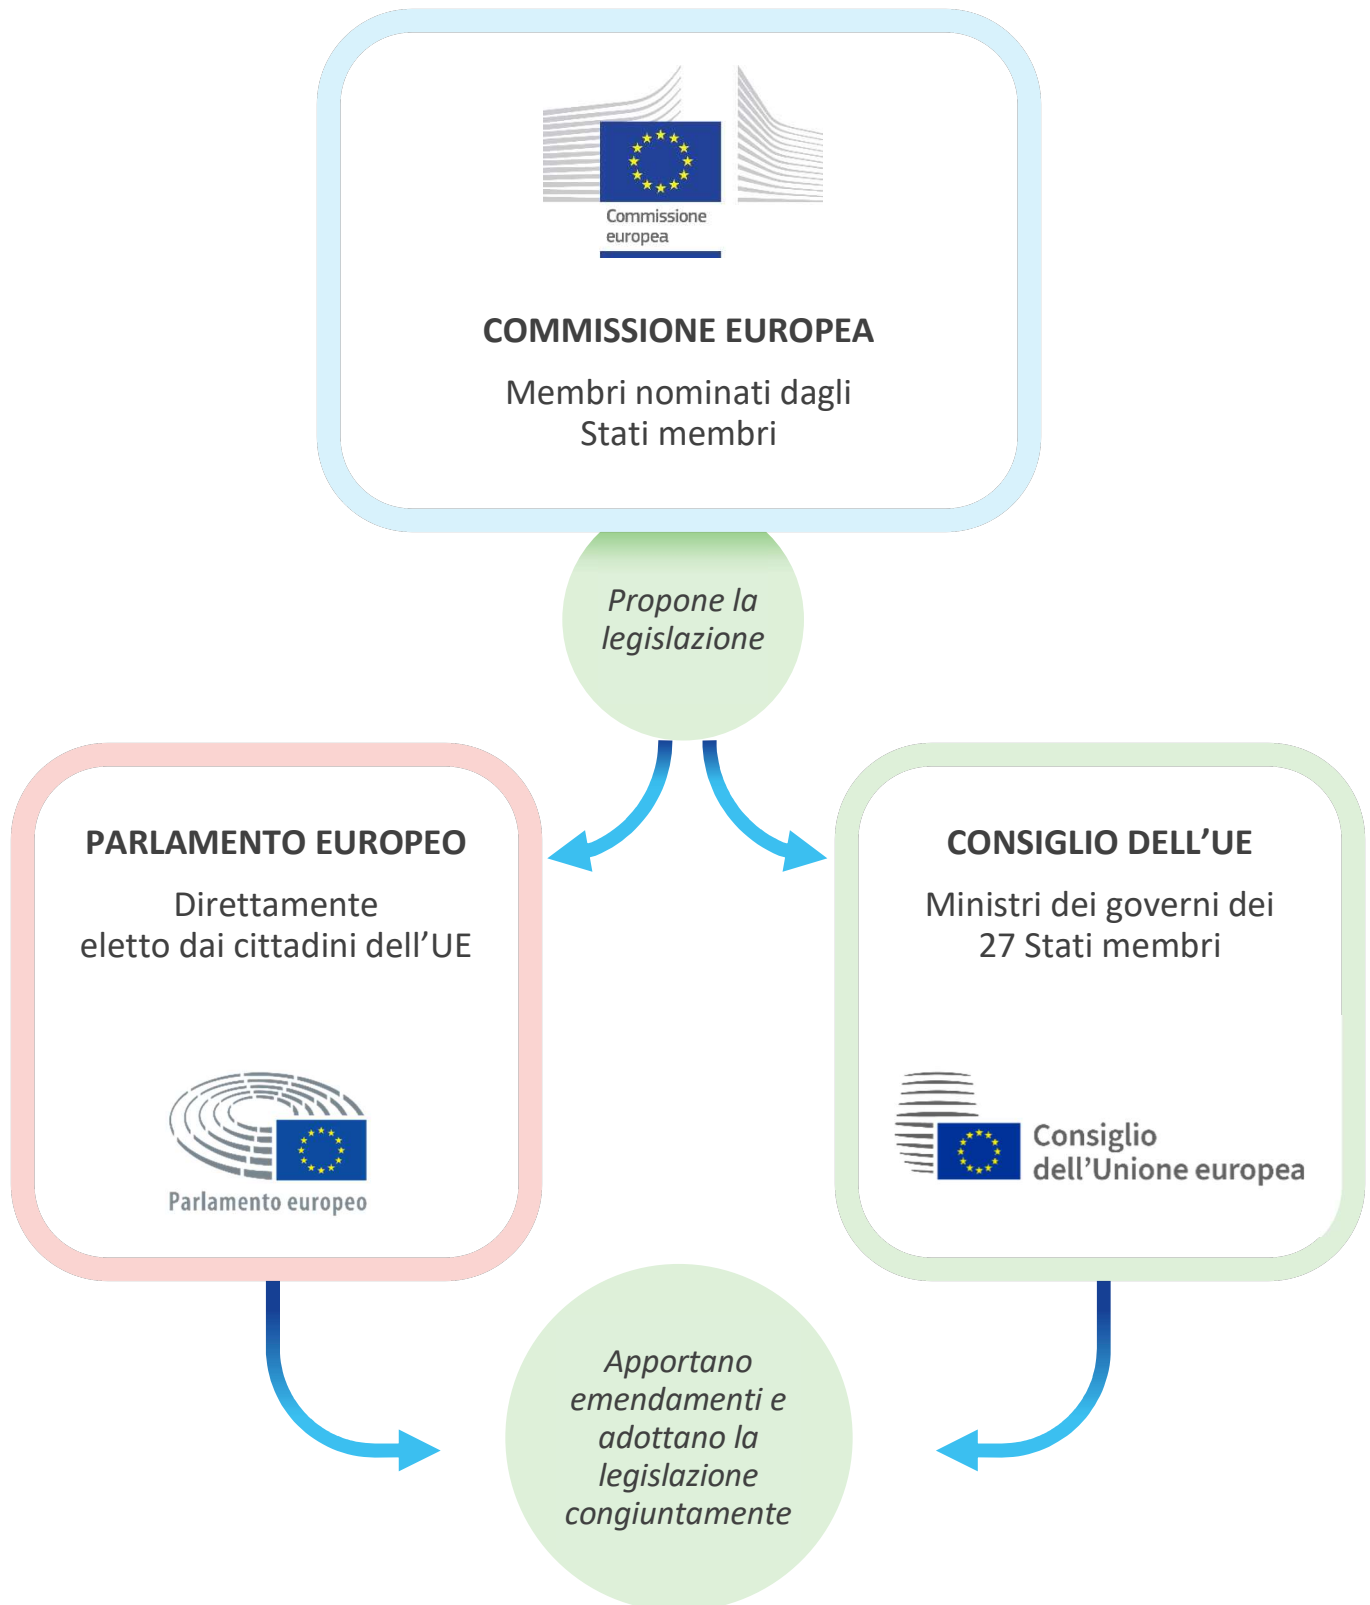 Commissione
europea
COMMISSIONE EUROPEA
Membri nominati dagli
Stati membri
Propone la
legislazione
PARLAMENTO EUROPEO
Direttamente
eletto dai cittadini dell’UE
Parlamento europeo
CONSIGLIO DELL’UE
Ministri dei governi dei
27 Stati membri
Consiglio
dell'Unione europea
Apportano
emendamenti e
adottano la
legislazione
congiuntamente